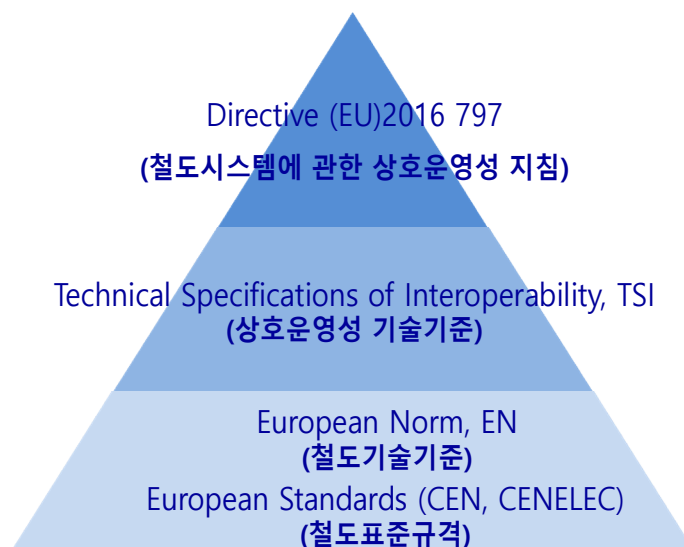 Directive (EU)2016 797
(철도시스템에 관한 상호운영성 지침)
Technical Specifications of Interoperability, TSI
(상호운영성 기술기준)
European Norm, EN
(철도기술기준)
European Standards (CEN, CENELEC)
(철도표준규격)